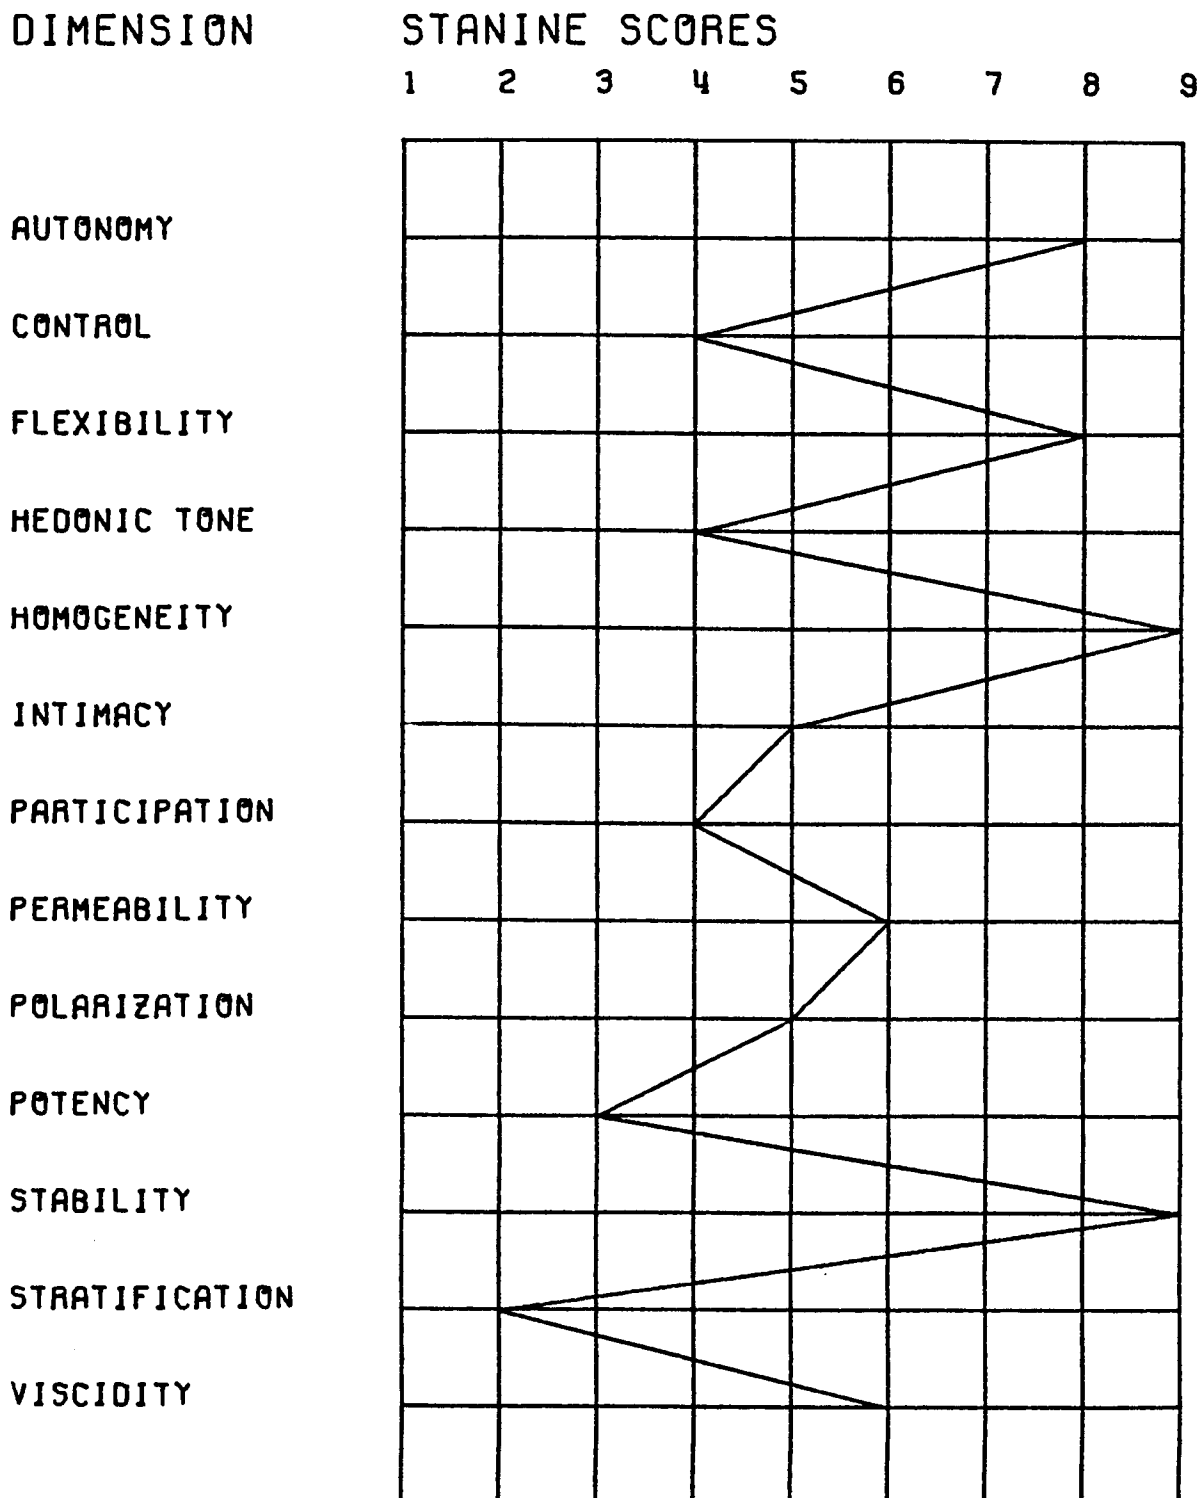 DIMENSION STANINE SCORES
1 2 3 4 5 6 7 8 9
AUTONOMY
CONTROL
FLEXIBILITY
HEDONIC TONE
HOMOGENEITY
INTIMACY
PARTICIPATION
PERMEABILITY
POLARIZATION
POTENCY
STABILITY
STRATIFICATION
VISCIDITY